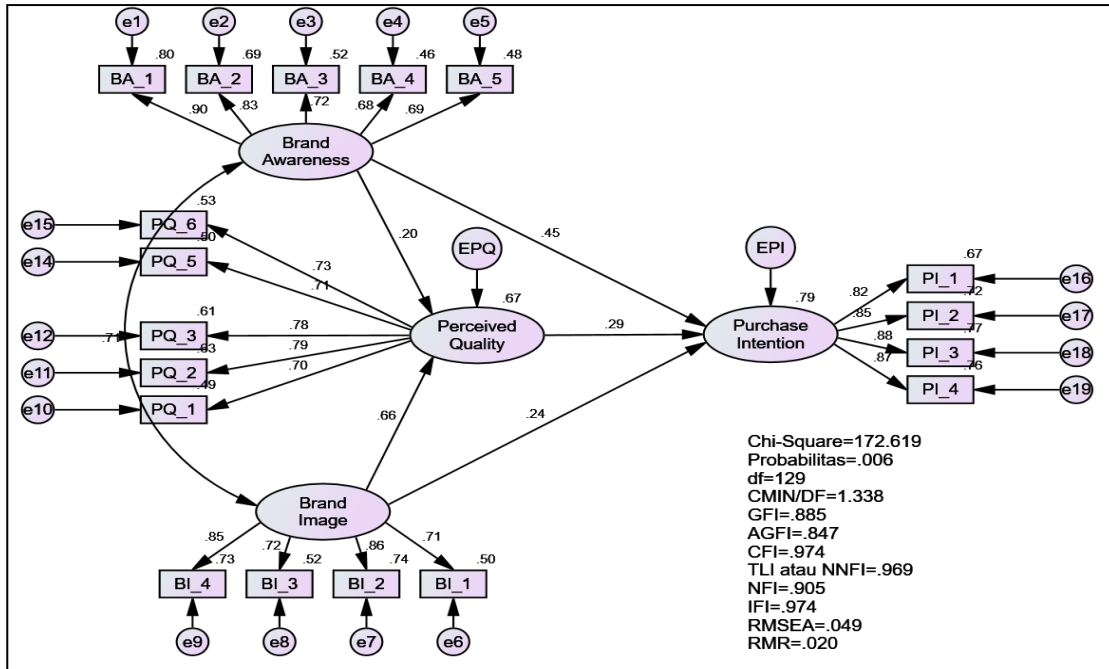 e1
e2
e3
e4
e5
.80
.69
.52
.46
.48
BA_1
BA_2
BA_3
BA_4
BA_5
.90
.83
.72
.68
.69
Brand
Awareness
.53
e15
PQ_6
.50
e14
PQ_5
.73
.71
.20
.45
EPQ
EPI
.67
.79
.61
e12
PQ_3
.63
e11
PQ_2
.49
e10
PQ_1
.78
.79
.70
Perceived
Quality
.29
Purchase
Intention
.67
.82
PI_1
e16
.72
.85
PI_2
e17
.77
.88
PI_3
e18
.76
.87
PI_4
e19
.66
.24
Brand
Image
.85
.72
.86
.71
.73
.52
.74
.50
BI_4
BI_3
BI_2
BI_1
e9
e8
e7
e6
Chi-Square=172.619
Probabilitas=.006
df=129
CMIN/DF=1.338
GFI=.885
AGFI=.847
CFI=.974
TLI atau NNFI=.969
NFI=.905
IFI=.974
RMSEA=.049
RMR=.020